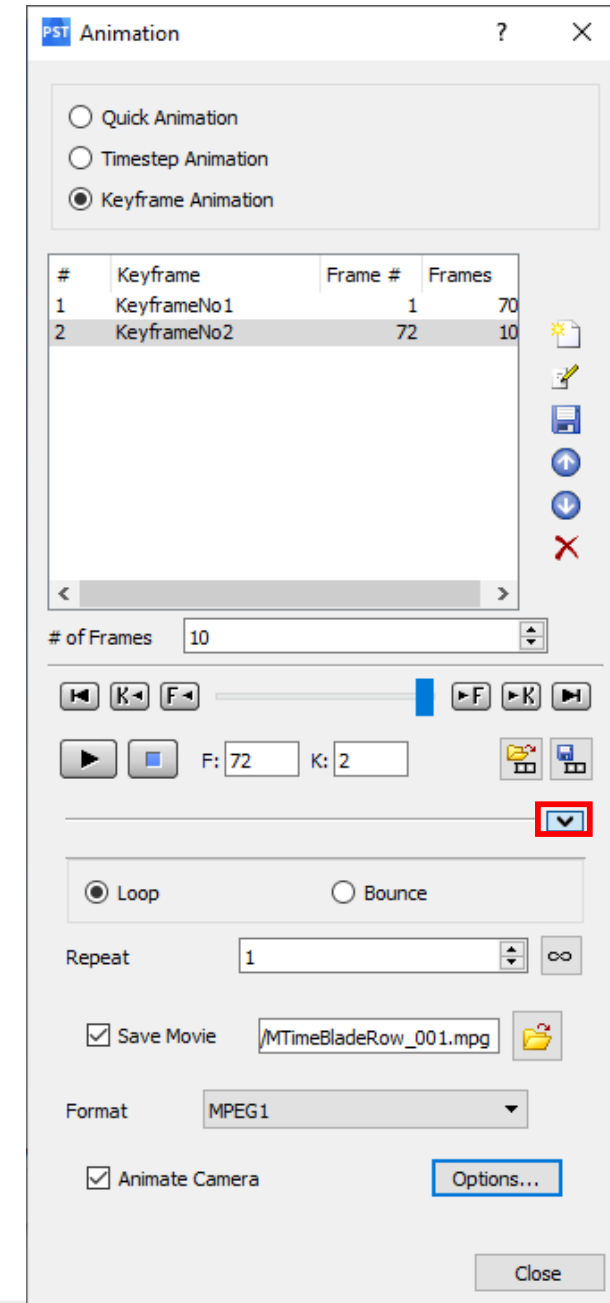 PST Animation ?
Quick Animation
Timestep Animation
Keyframe Animation
# Keyframe Frame # Frames
1 KeyframeNo1 1 70
2 KeyframeNo2 72 10
# of Frames 10
K F F K
F: 72 K: 2
Loop Bounce
Repeat 1 ∞
Save Movie /MTimeBladeRow_001.mpg
Format MPEG1
Animate Camera Options...
Close